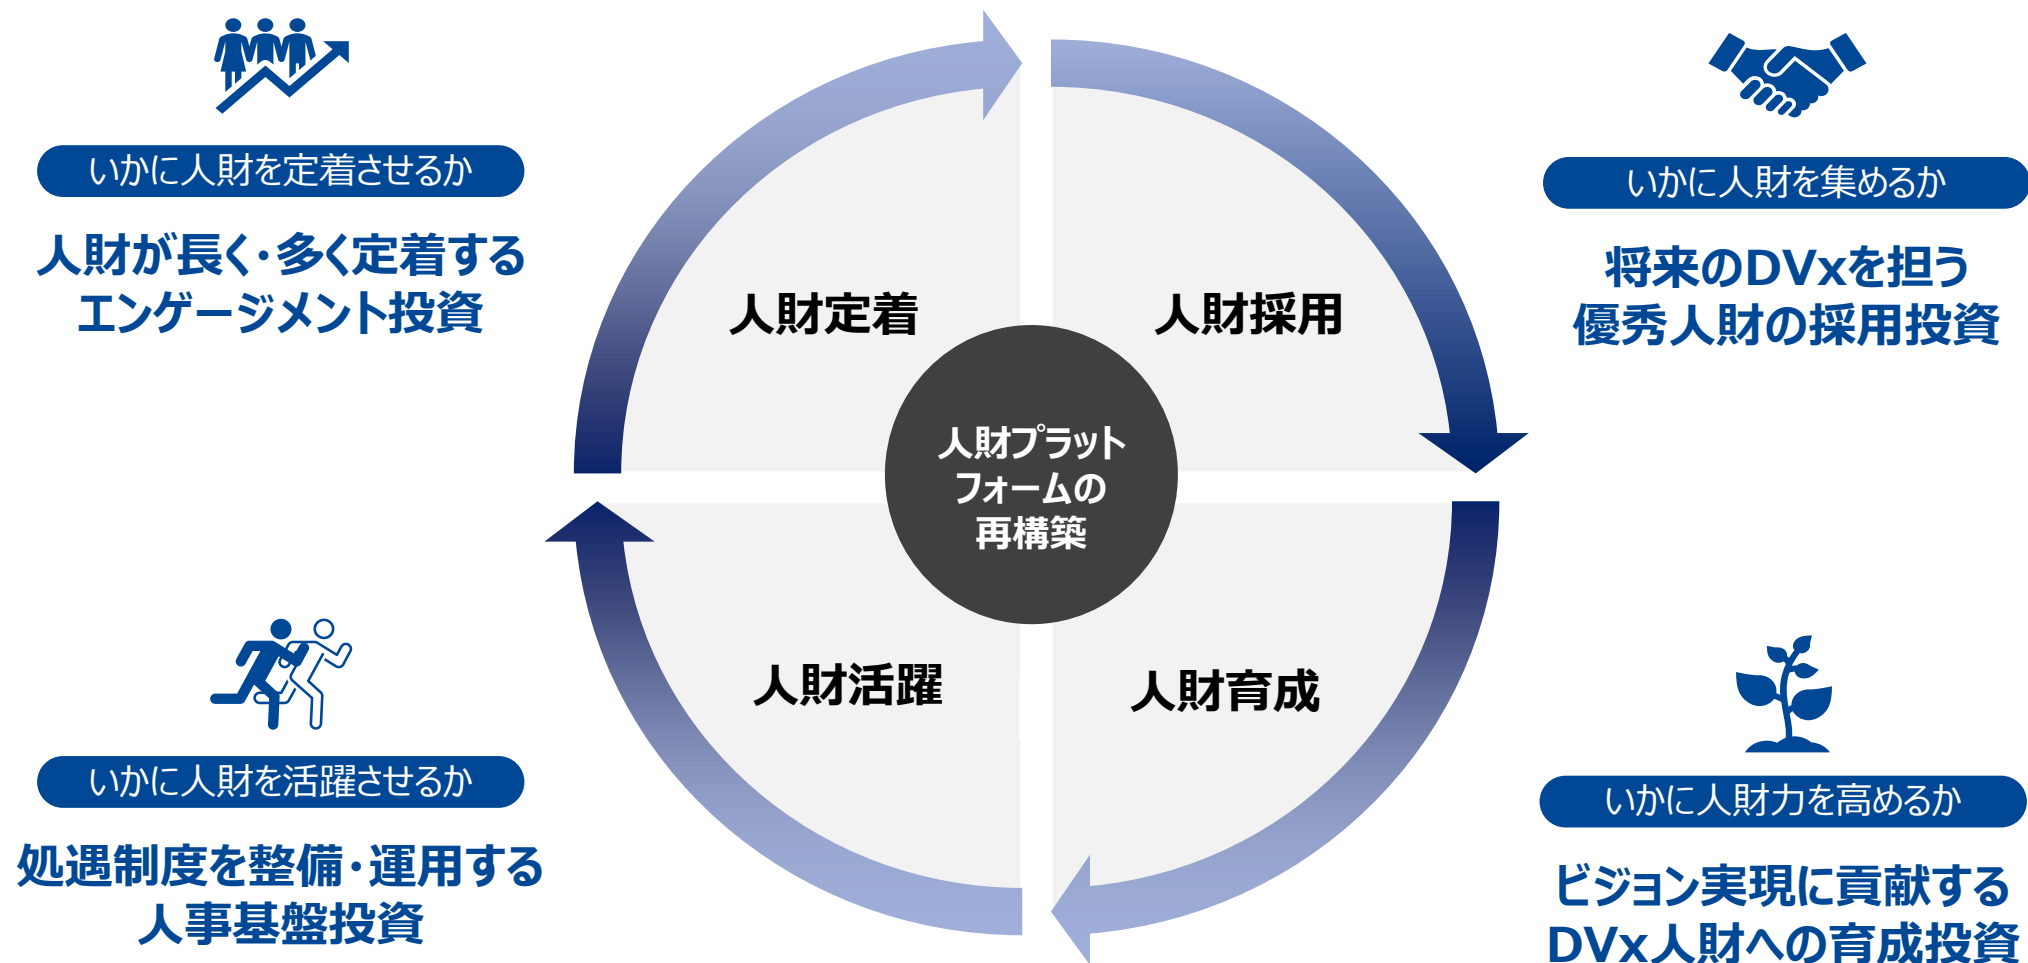 いかに人財を定着させるか
人財が長く・多く定着する
エンゲージメント投資
いかに人財を集めるか
将来のDVxを担う
優秀人財の採用投資
人財定着
人財採用
人財プラット
フォームの
再構築
人財活躍
人財育成
いかに人財を活躍させるか
処遇制度を整備・運用する
人事基盤投資
いかに人財力を高めるか
ビジョン実現に貢献する
DVx人財への育成投資